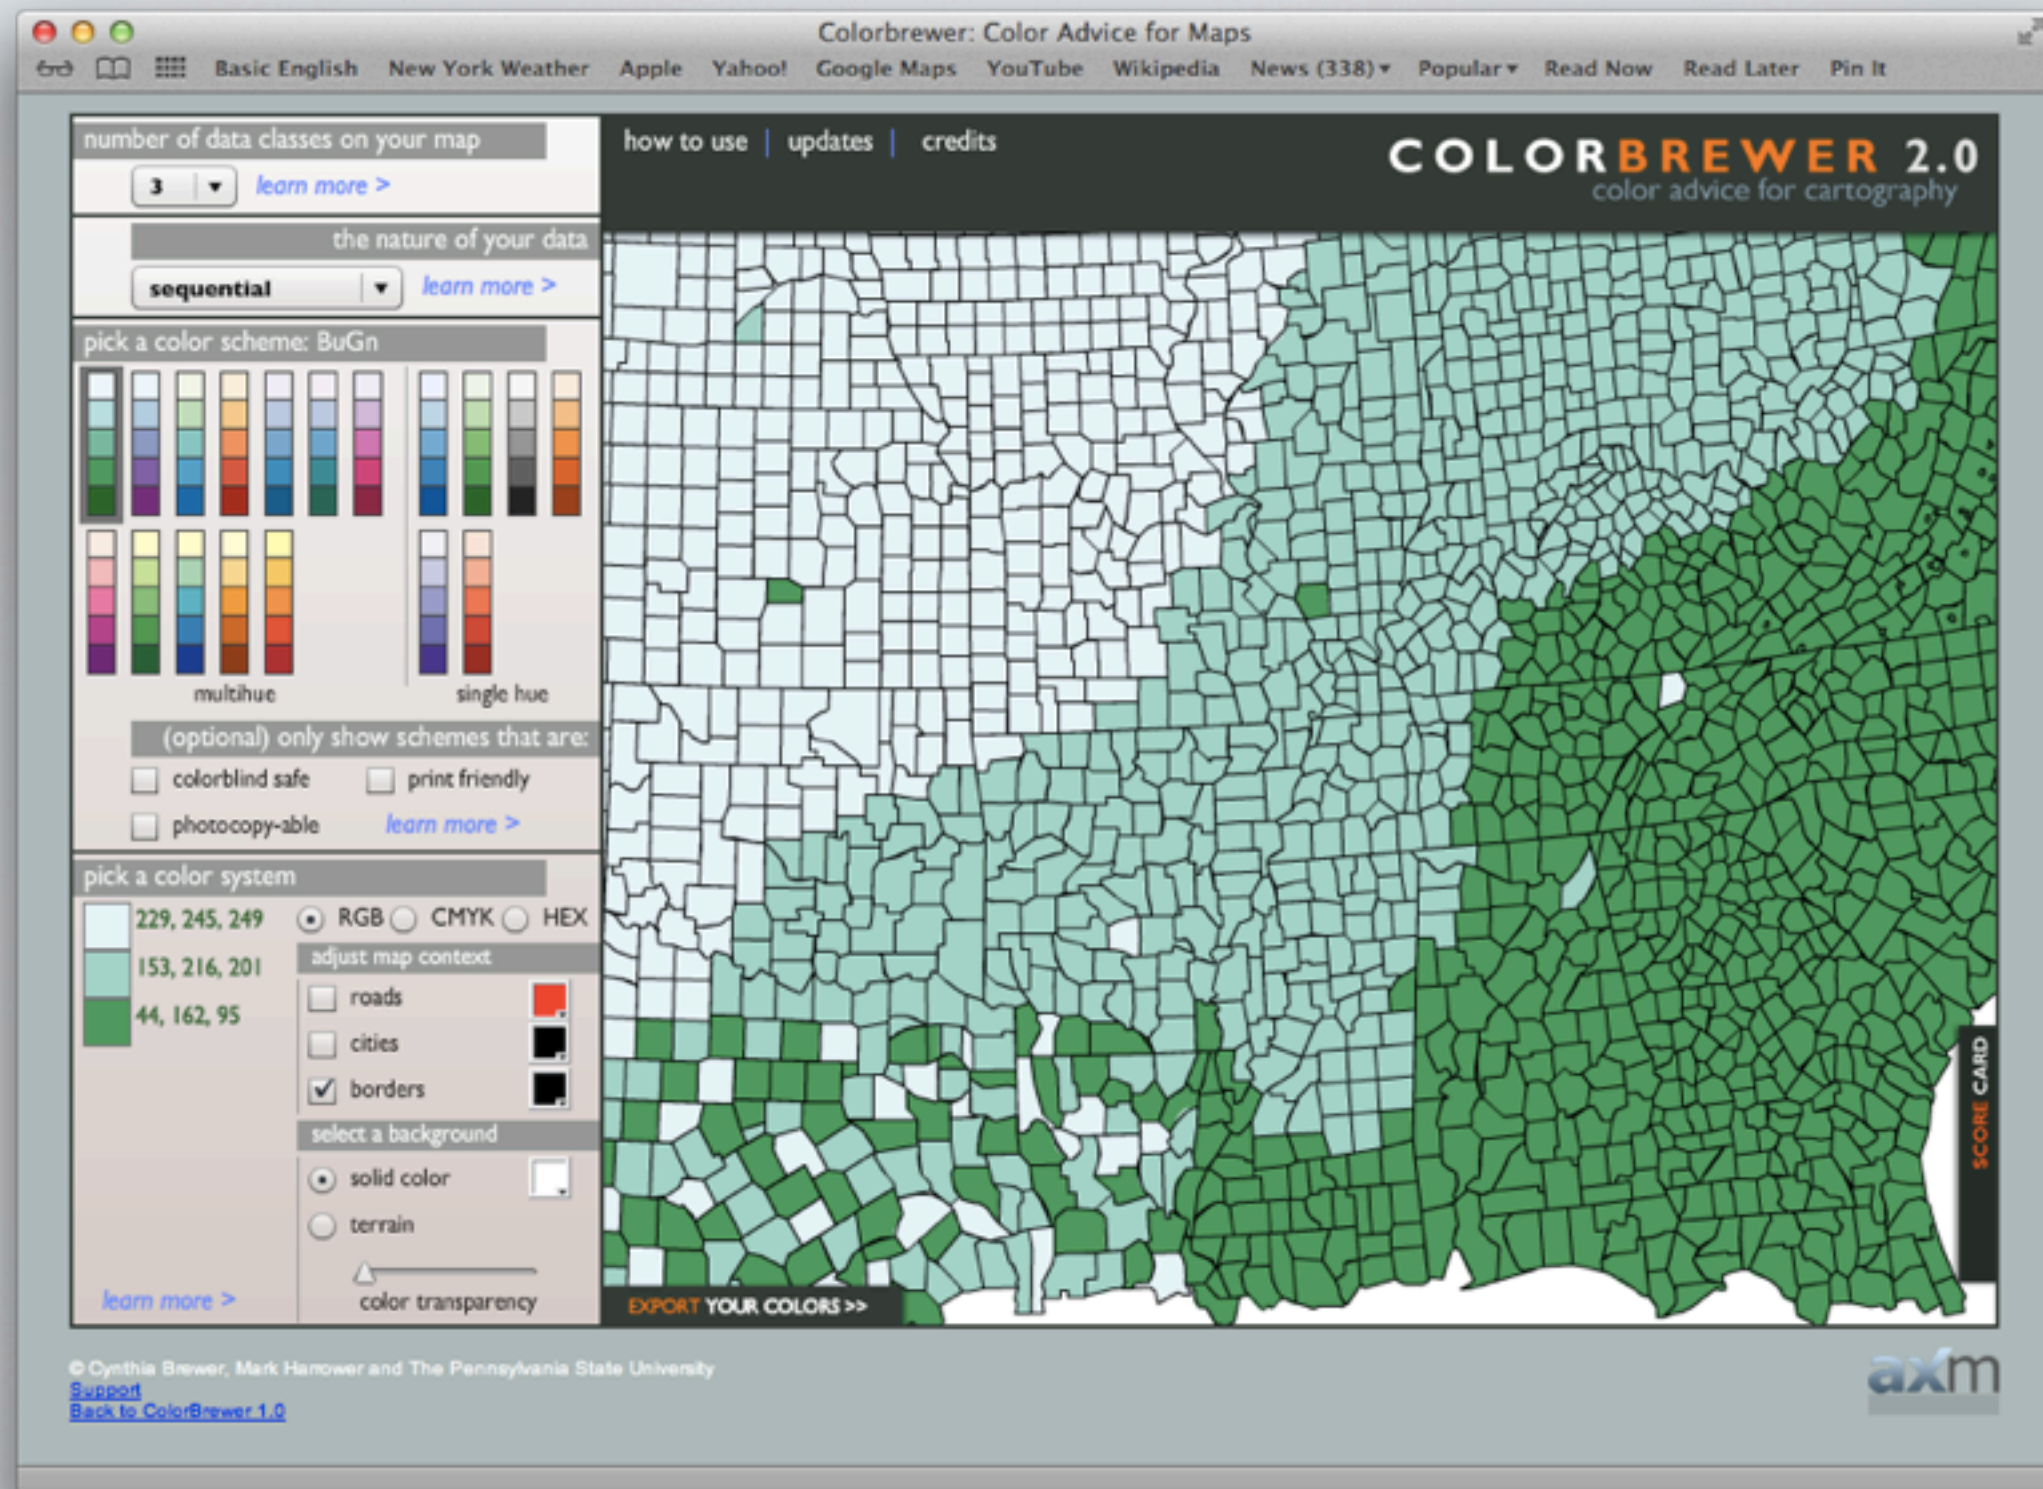 Colorbrewer: Color Advice for Maps
Basic English New York Weather Apple Yahoo! Google Maps YouTube Wikipedia News (338) Popular Read Now Read Later Pin It
number of data classes on your map
3 learn more >
the nature of your data
sequential learn more >
pick a color scheme: BuGn
multihue single hue
(optional) only show schemes that are:
colorblind safe print friendly
photocopy-able learn more >
pick a color system
229, 245, 249
153, 216, 201
44, 162, 95
RGB CMYK HEX
adjust map context
roads
cities
borders
select a background
solid color
terrain
color transparency
learn more >
how to use | updates | credits
COLORBREWER 2.0
color advice for cartography
SCORE CARD
EXPORT YOUR COLORS >>
© Cynthia Brewer, Mark Harrower and The Pennsylvania State University
Support
Back to ColorBrewer 1.0
axm